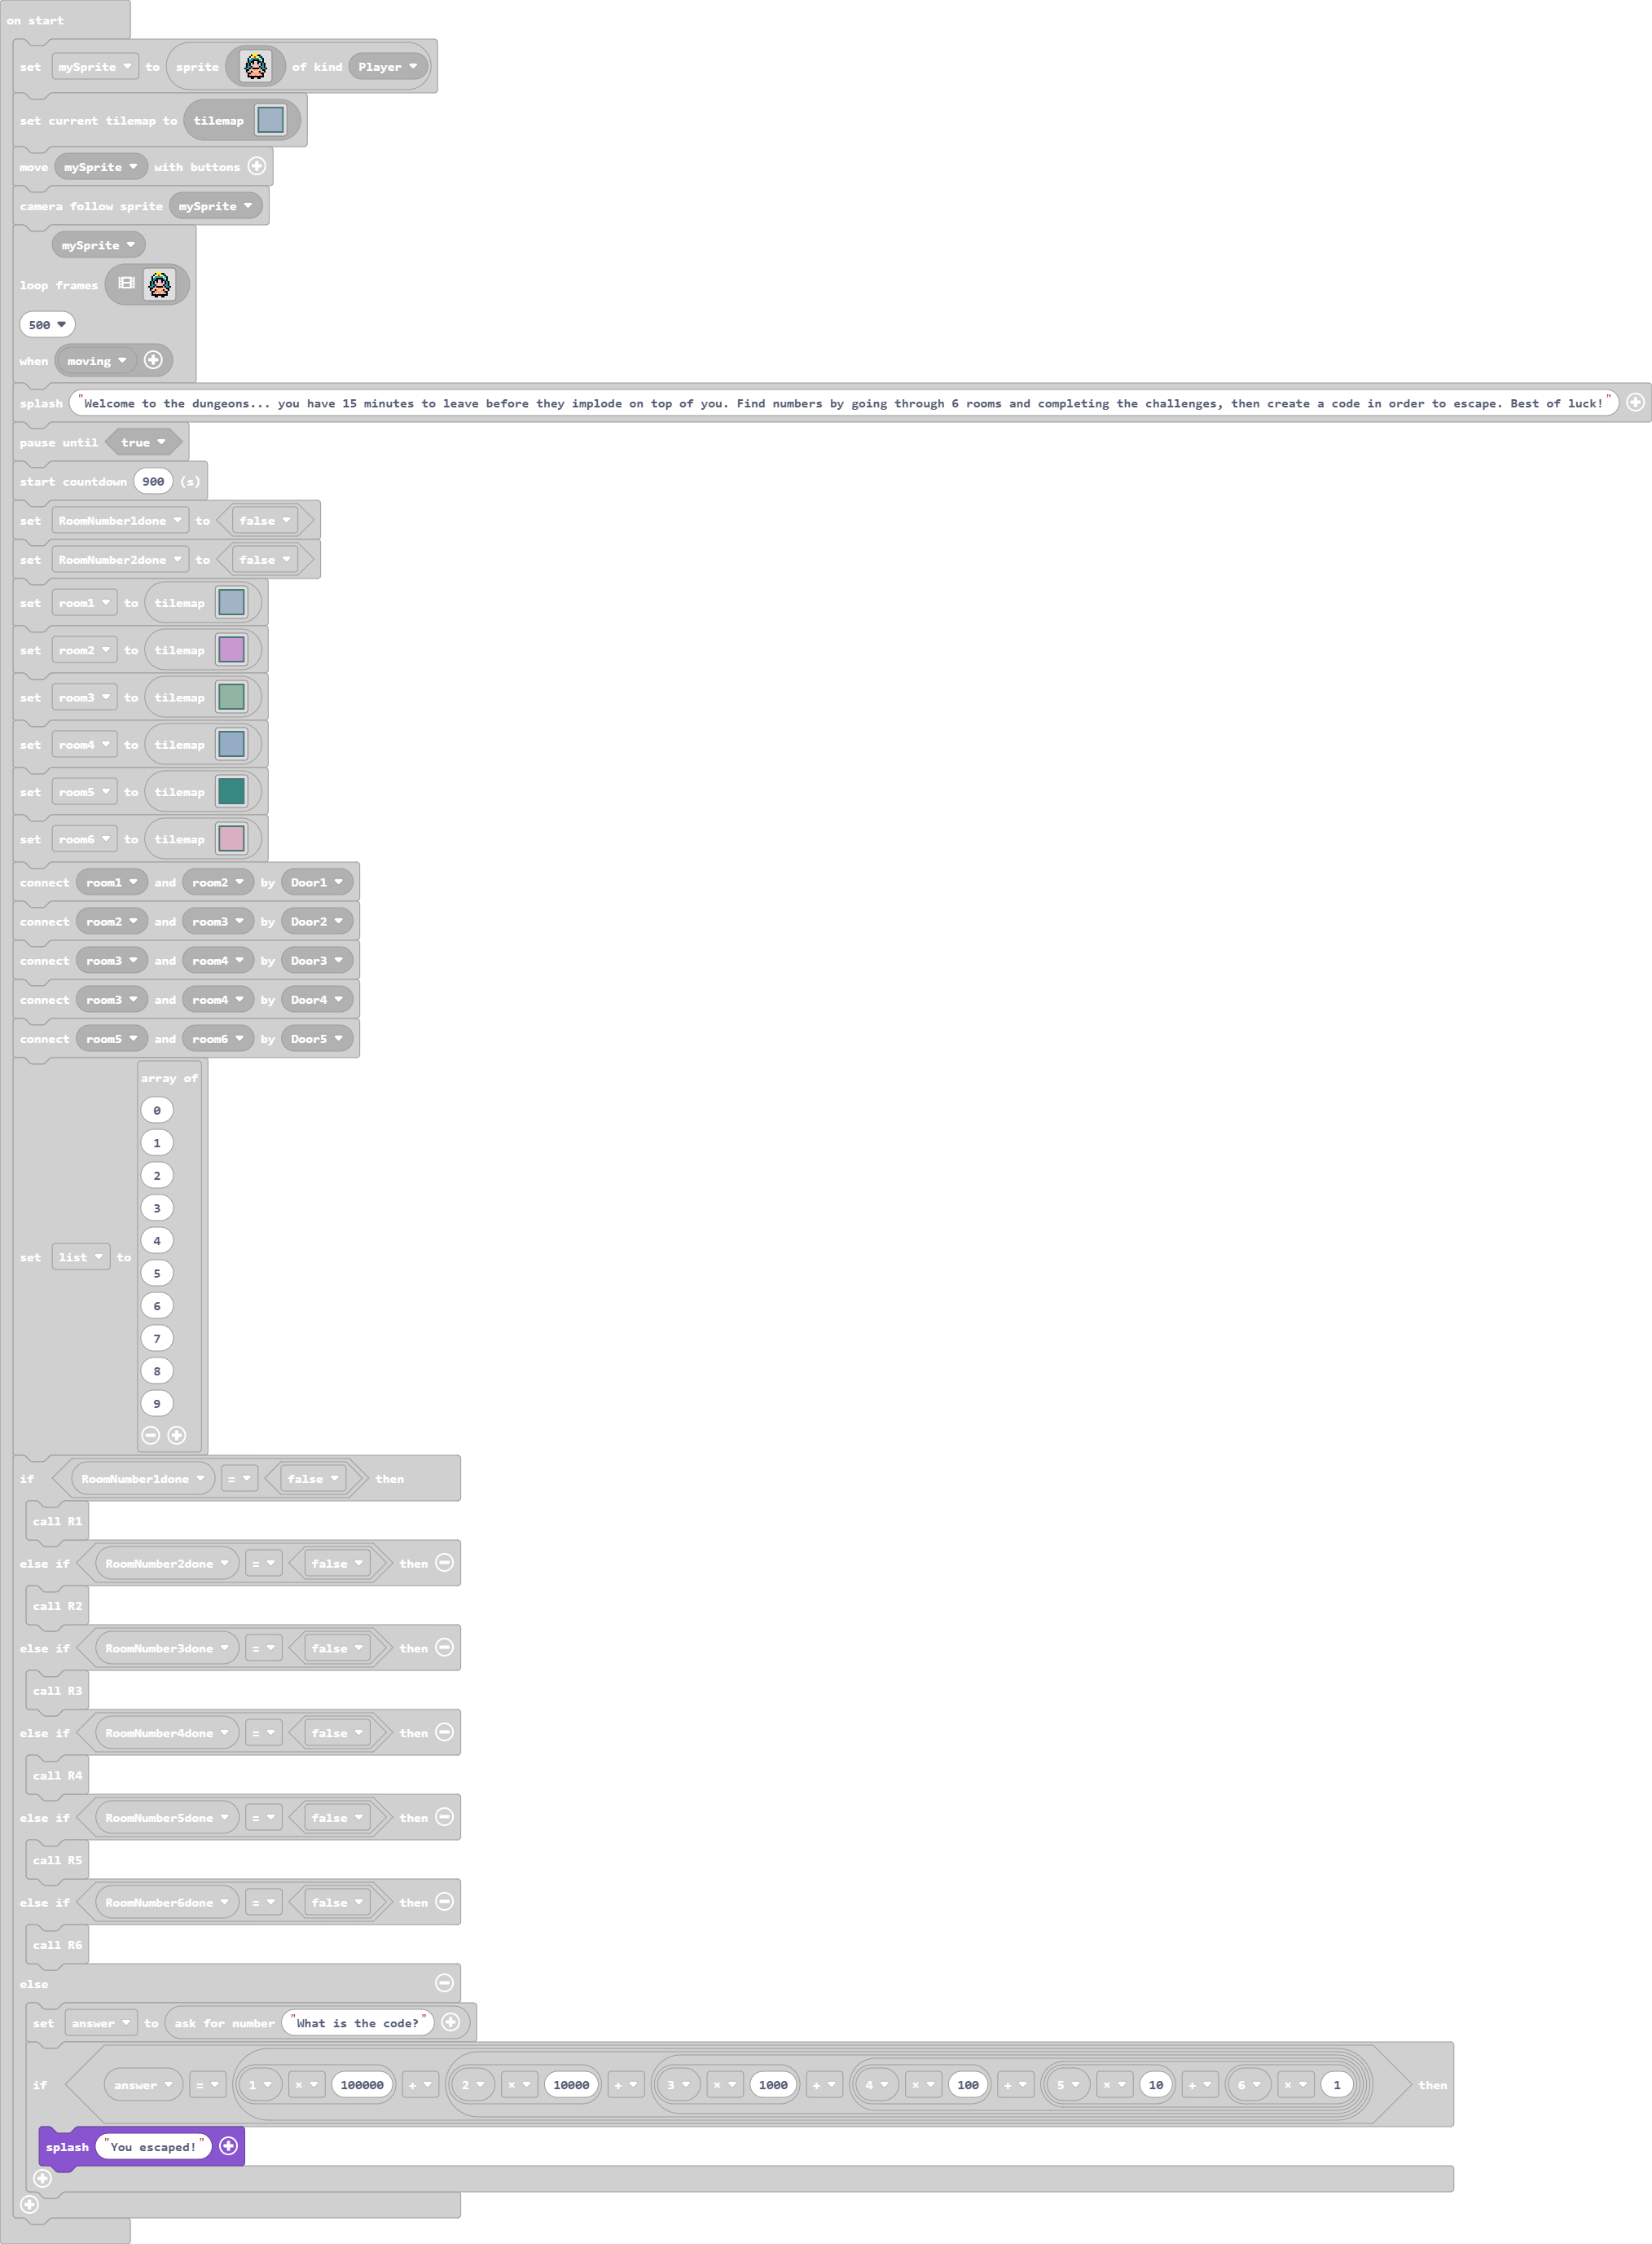 on start
set mySprite to sprite of kind Player
set current tilemap to tilemap
move mySprite with buttons
camera follow sprite mySprite
mySprite
loop frames
500
when moving
splash "Welcome to the dungeons... you have 15 minutes to leave before they implode on top of you. Find numbers by going through 6 rooms and completing the challenges, then create a code in order to escape. Best of luck!"
pause until true
start countdown 900 (s)
set RoomNumber1done to false
set RoomNumber2done to false
set room1 to tilemap
set room2 to tilemap
set room3 to tilemap
set room4 to tilemap
set room5 to tilemap
set room6 to tilemap
connect room1 and room2 by Door1
connect room2 and room3 by Door2
connect room3 and room4 by Door3
connect room3 and room4 by Door4
connect room5 and room6 by Door5
array of
0
1
2
3
4
set list to
5
6
7
8
9
if RoomNumber1done = false then
call R1
else if RoomNumber2done = false then
call R2
else if RoomNumber3done = false then
call R3
else if RoomNumber4done = false then
call R4
else if RoomNumber5done = false then
call R5
else if RoomNumber6done = false then
call R6
else
set answer to ask for number "What is the code?"
if answer = 1 × 100000 + 2 × 10000 + 3 × 1000 + 4 × 100 + 5 × 10 + 6 × 1 then
splash "You escaped!"